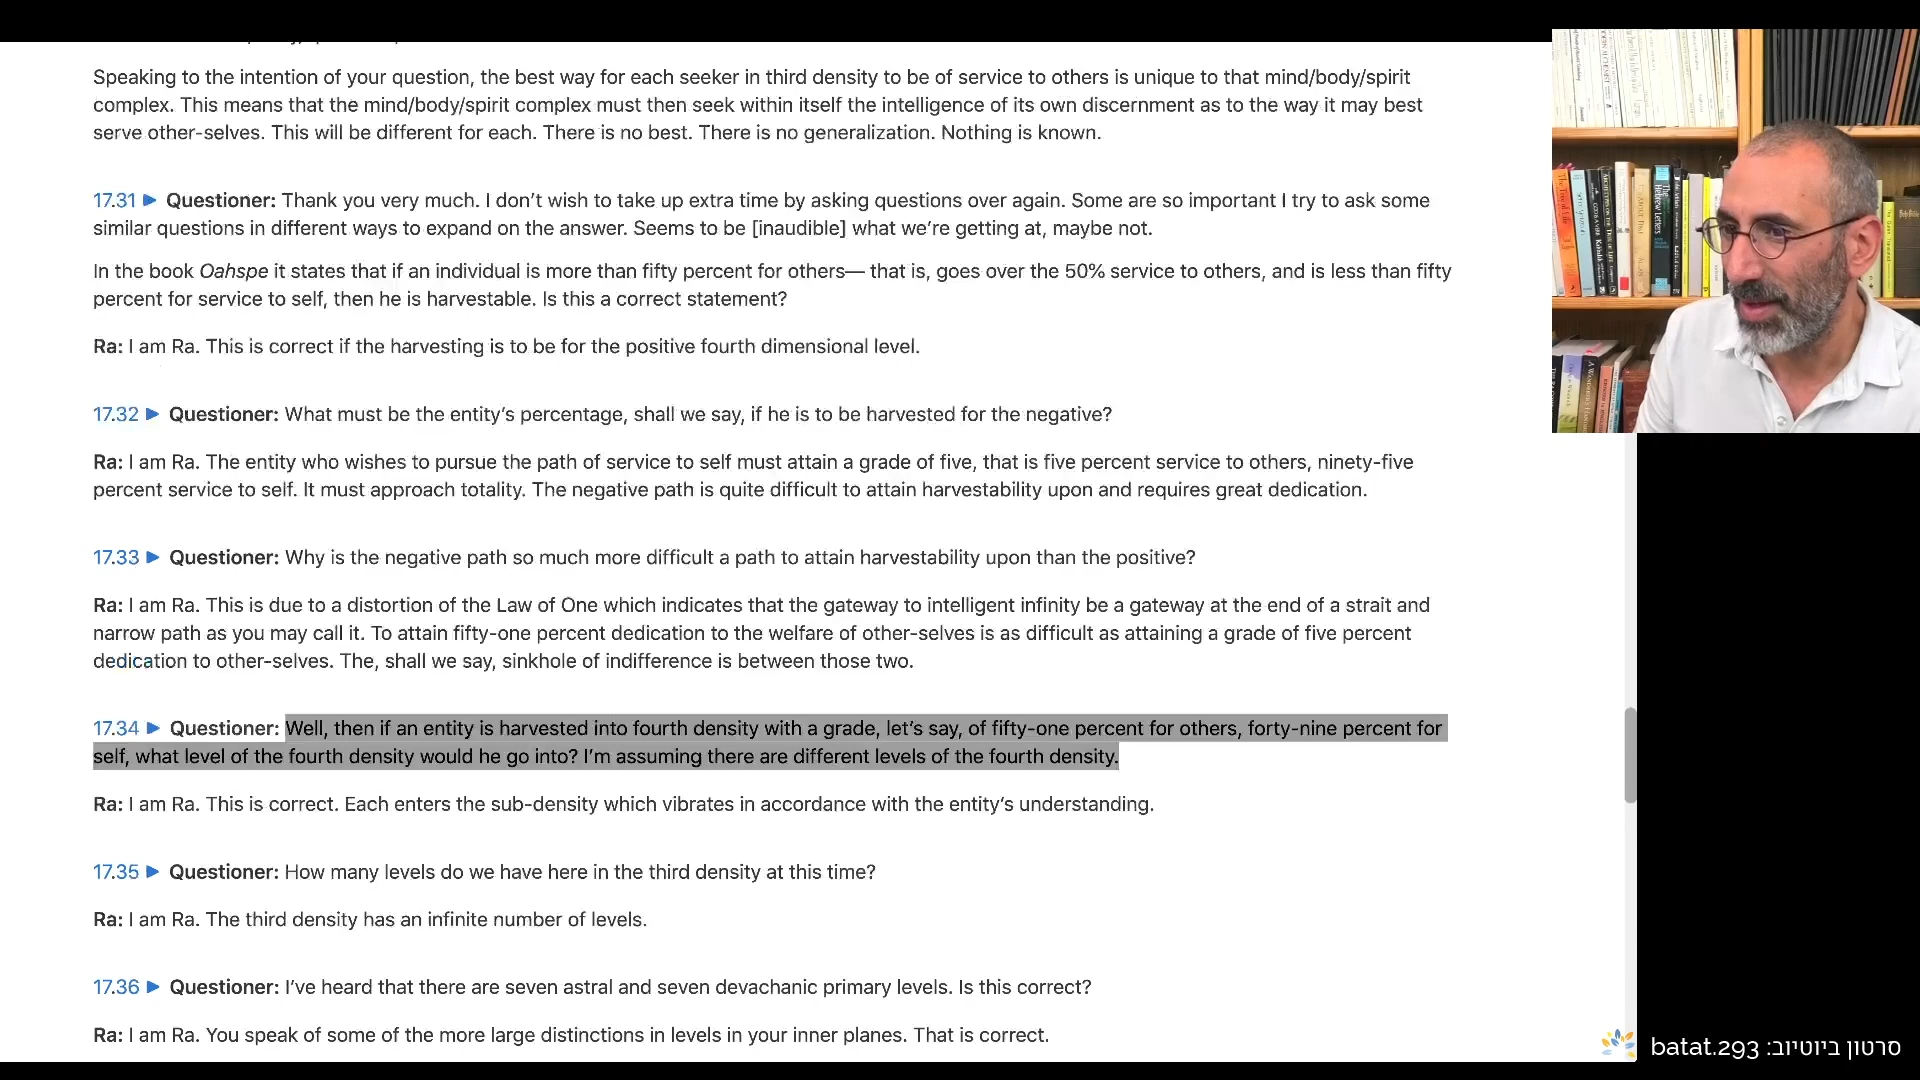 Speaking to the intention of your question, the best way for each seeker in third density to be of service to others is unique to that mind/body/spirit
complex. This means that the mind/body/spirit complex must then seek within itself the intelligence of its own discernment as to the way it may best
serve other-selves. This will be different for each. There is no best. There is no generalization. Nothing is known.
17.31 ► Questioner: Thank you very much. I don’t wish to take up extra time by asking questions over again. Some are so important I try to ask some
similar questions in different ways to expand on the answer. Seems to be [inaudible] what we’re getting at, maybe not.
In the book Oahspe it states that if an individual is more than fifty percent for others— that is, goes over the 50% service to others, and is less than fifty
percent for service to self, then he is harvestable. Is this a correct statement?
Ra: I am Ra. This is correct if the harvesting is to be for the positive fourth dimensional level.
17.32 ► Questioner: What must be the entity’s percentage, shall we say, if he is to be harvested for the negative?
Ra: I am Ra. The entity who wishes to pursue the path of service to self must attain a grade of five, that is five percent service to others, ninety-five
percent service to self. It must approach totality. The negative path is quite difficult to attain harvestability upon and requires great dedication.
17.33 ► Questioner: Why is the negative path so much more difficult a path to attain harvestability upon than the positive?
Ra: I am Ra. This is due to a distortion of the Law of One which indicates that the gateway to intelligent infinity be a gateway at the end of a strait and
narrow path as you may call it. To attain fifty-one percent dedication to the welfare of other-selves is as difficult as attaining a grade of five percent
dedication to other-selves. The, shall we say, sinkhole of indifference is between those two.
17.34 ► Questioner: Well, then if an entity is harvested into fourth density with a grade, let’s say, of fifty-one percent for others, forty-nine percent for
self, what level of the fourth density would he go into? I’m assuming there are different levels of the fourth density.
Ra: I am Ra. This is correct. Each enters the sub-density which vibrates in accordance with the entity’s understanding.
17.35 ► Questioner: How many levels do we have here in the third density at this time?
Ra: I am Ra. The third density has an infinite number of levels.
17.36 ► Questioner: I’ve heard that there are seven astral and seven devachanic primary levels. Is this correct?
Ra: I am Ra. You speak of some of the more large distinctions in levels in your inner planes. That is correct.
סרטון ביוטיוב: batat.293